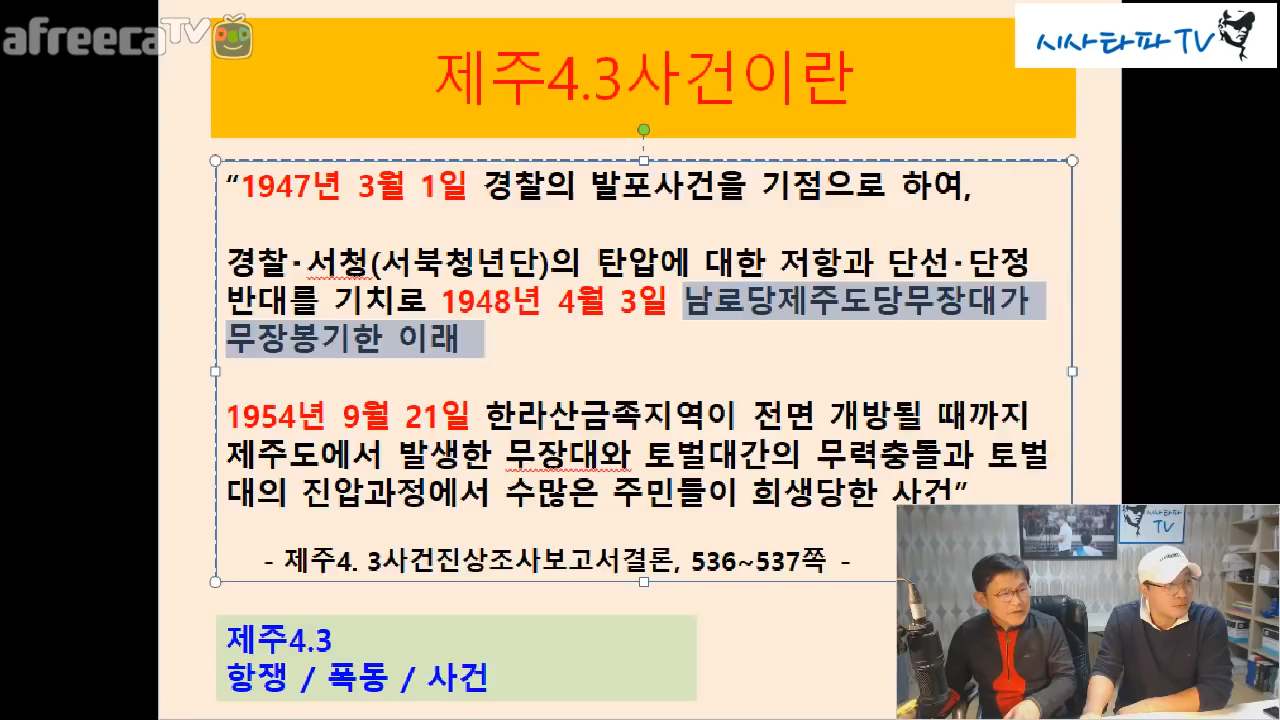 afreecaTV
시사타파TV
제주4.3사건이란
“1947년 3월 1일 경찰의 발포사건을 기점으로 하여,
경찰·서청(서북청년단)의 탄압에 대한 저항과 단선·단정
반대를 기치로 1948년 4월 3일 남로당제주도당무장대가
무장봉기한 이래
1954년 9월 21일 한라산금족지역이 전면 개방될 때까지
제주도에서 발생한 무장대와 토벌대간의 무력충돌과 토벌
대의 진압과정에서 수많은 주민들이 희생당한 사건”
- 제주4. 3사건진상조사보고서결론, 536~537쪽 -
제주4.3
항쟁 / 폭동 / 사건
시사타파
TV